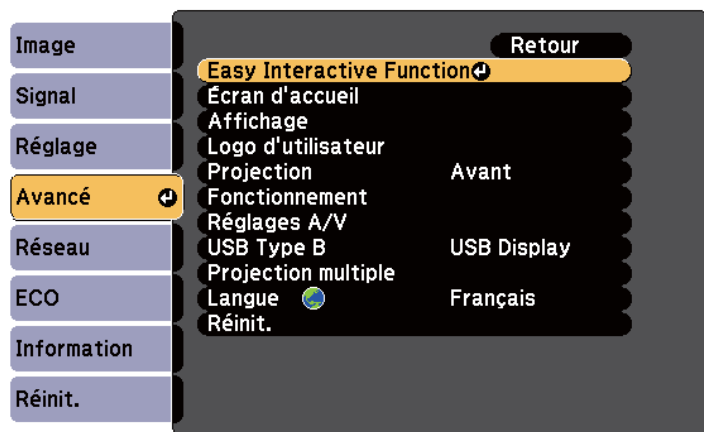 Image
Signal
Réglage
Avancé
Réseau
ECO
Information
Réinit.
Retour
Easy Interactive Function
Écran d'accueil
Affichage
Logo d'utilisateur
Projection Avant
Fonctionnement
Réglages A/V
USB Type B USB Display
Projection multiple
Langue Français
Réinit.